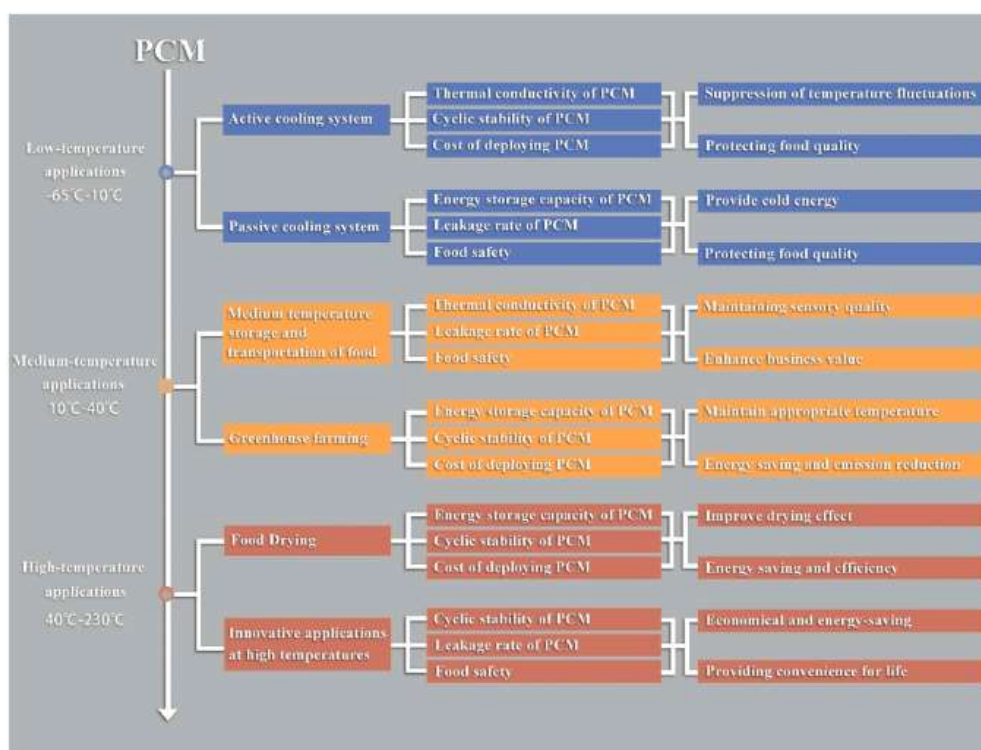 PCM
Low-temperature
applications
-65℃-10℃
Active cooling system
Thermal conductivity of PCM
Cyclic stability of PCM
Cost of deploying PCM
Suppression of temperature fluctuations
Protecting food quality
Passive cooling system
Energy storage capacity of PCM
Leakage rate of PCM
Food safety
Provide cold energy
Protecting food quality
Medium-temperature
applications
10℃-40℃
Medium temperature
storage and
transportation of food
Thermal conductivity of PCM
Leakage rate of PCM
Food safety
Maintaining sensory quality
Enhance business value
Greenhouse farming
Energy storage capacity of PCM
Cyclic stability of PCM
Cost of deploying PCM
Maintain appropriate temperature
Energy saving and emission reduction
High-temperature
applications
40℃-230℃
Food Drying
Energy storage capacity of PCM
Cyclic stability of PCM
Cost of deploying PCM
Improve drying effect
Energy saving and efficiency
Innovative applications
at high temperatures
Cyclic stability of PCM
Leakage rate of PCM
Food safety
Economical and energy-saving
Providing convenience for life